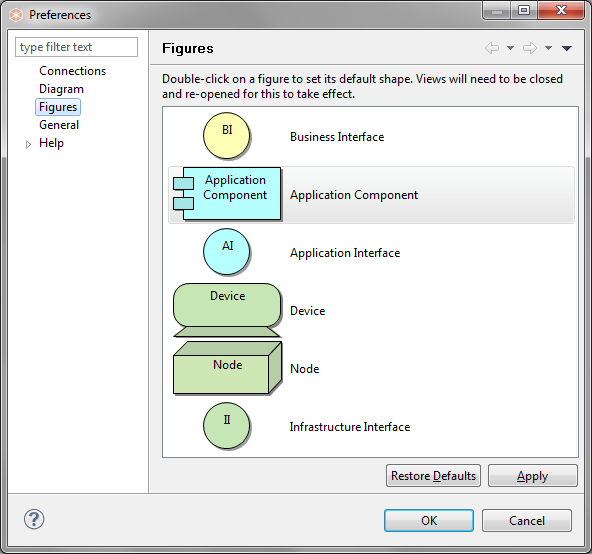 Preferences
type filter text
Connections
Diagram
Figures
General
Help
Figures
Double-click on a figure to set its default shape. Views will need to be closed
and re-opened for this to take effect.
BI
Business Interface
Application
Component
Application Component
AI
Application Interface
Device
Device
Node
Node
II
Infrastructure Interface
Restore Defaults
Apply
?
OK
Cancel